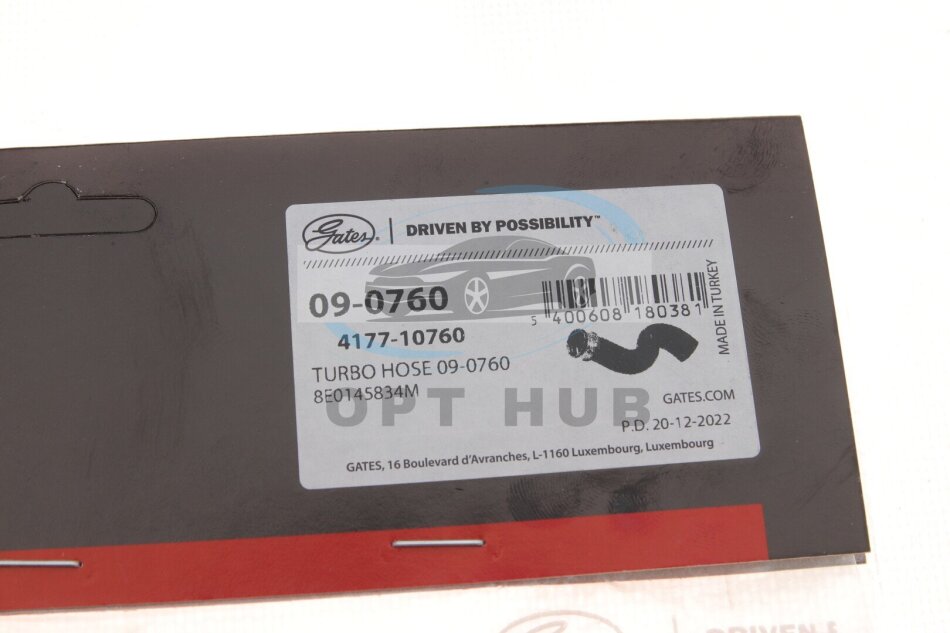 Gates® | DRIVEN BY POSSIBILITY™
09-0760
4177-10760
5 400608 180381
MADE IN TURKEY
TURBO HOSE 09-0760
8E0145834M
GATES.COM
OPT HUB
P.D. 20-12-2022
GATES, 16 Boulevard d'Avranches, L-1160 Luxembourg, Luxembourg